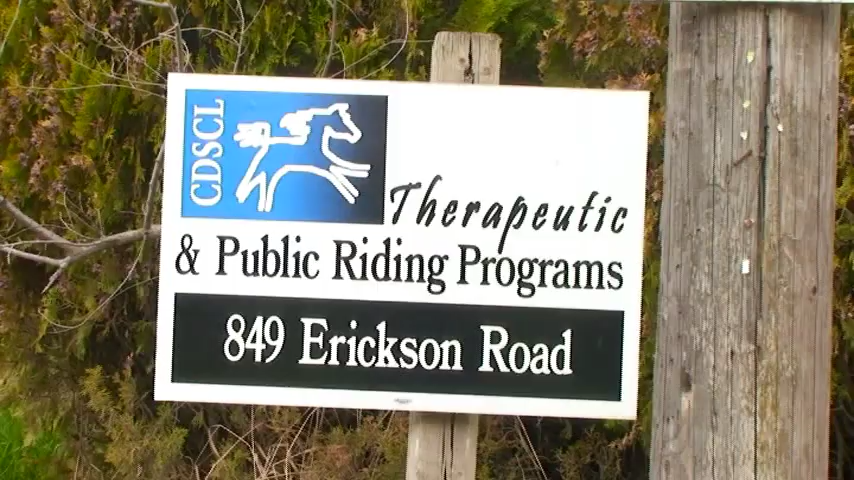 CDSCL
Therapeutic
& Public Riding Programs
849 Erickson Road